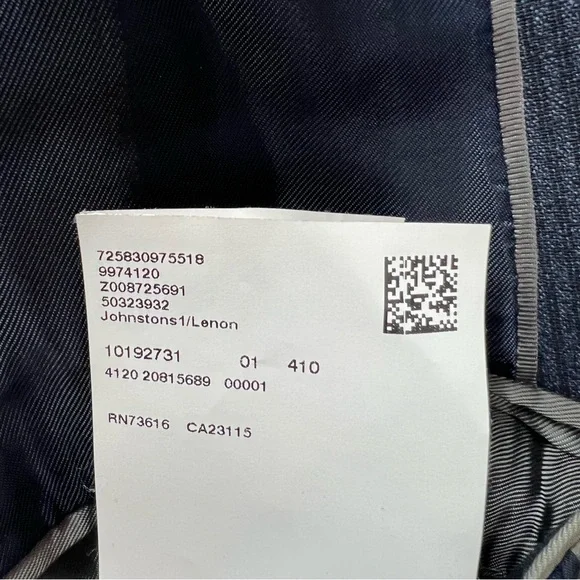 725830975518
9974120
Z008725691
50323932
Johnstons1/Lenon
10192731 01 410
4120 20815689 00001
RN73616 CA23115